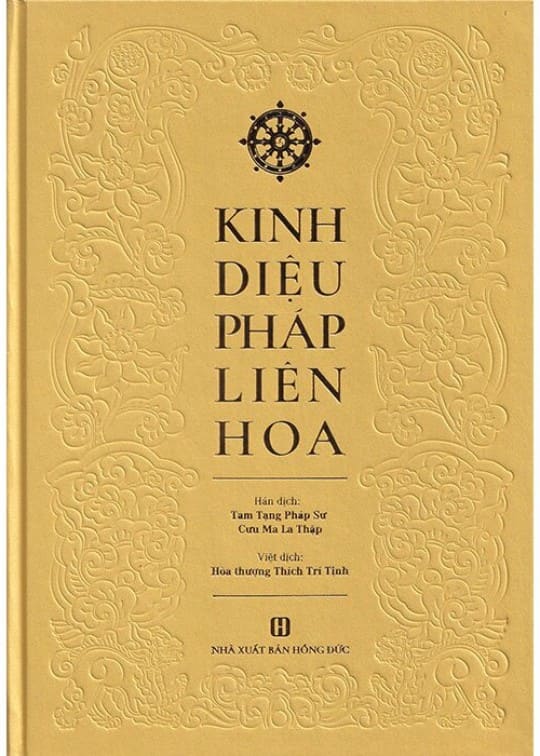 KINH
DIỆU
PHÁP
LIÊN
HOA
Hán dịch:
Tam Tạng Pháp Sư
Cưu Ma La Thập
Việt dịch:
Hòa thượng Thích Trí Tịnh
NHÀ XUẤT BẢN HỒNG ĐỨC